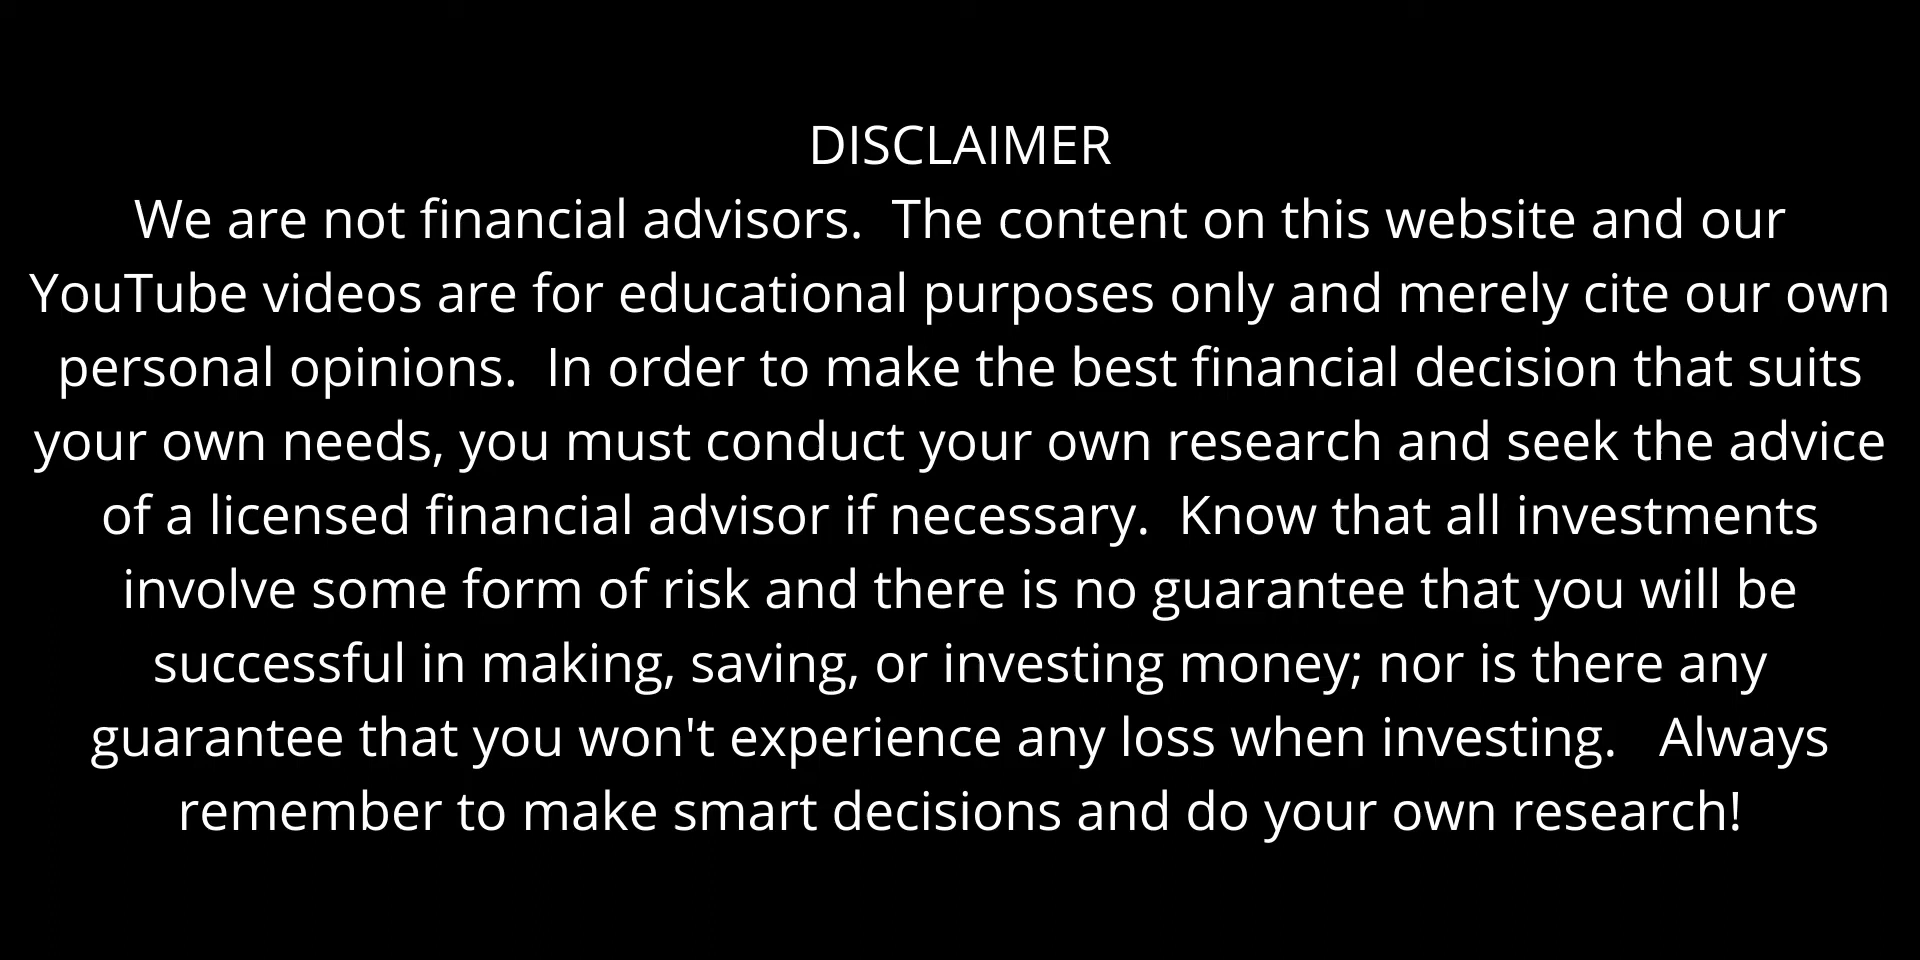 DISCLAIMER
We are not financial advisors.  The content on this website and our
YouTube videos are for educational purposes only and merely cite our own
personal opinions.  In order to make the best financial decision that suits
your own needs, you must conduct your own research and seek the advice
of a licensed financial advisor if necessary.  Know that all investments
involve some form of risk and there is no guarantee that you will be
successful in making, saving, or investing money; nor is there any
guarantee that you won't experience any loss when investing.   Always
remember to make smart decisions and do your own research!